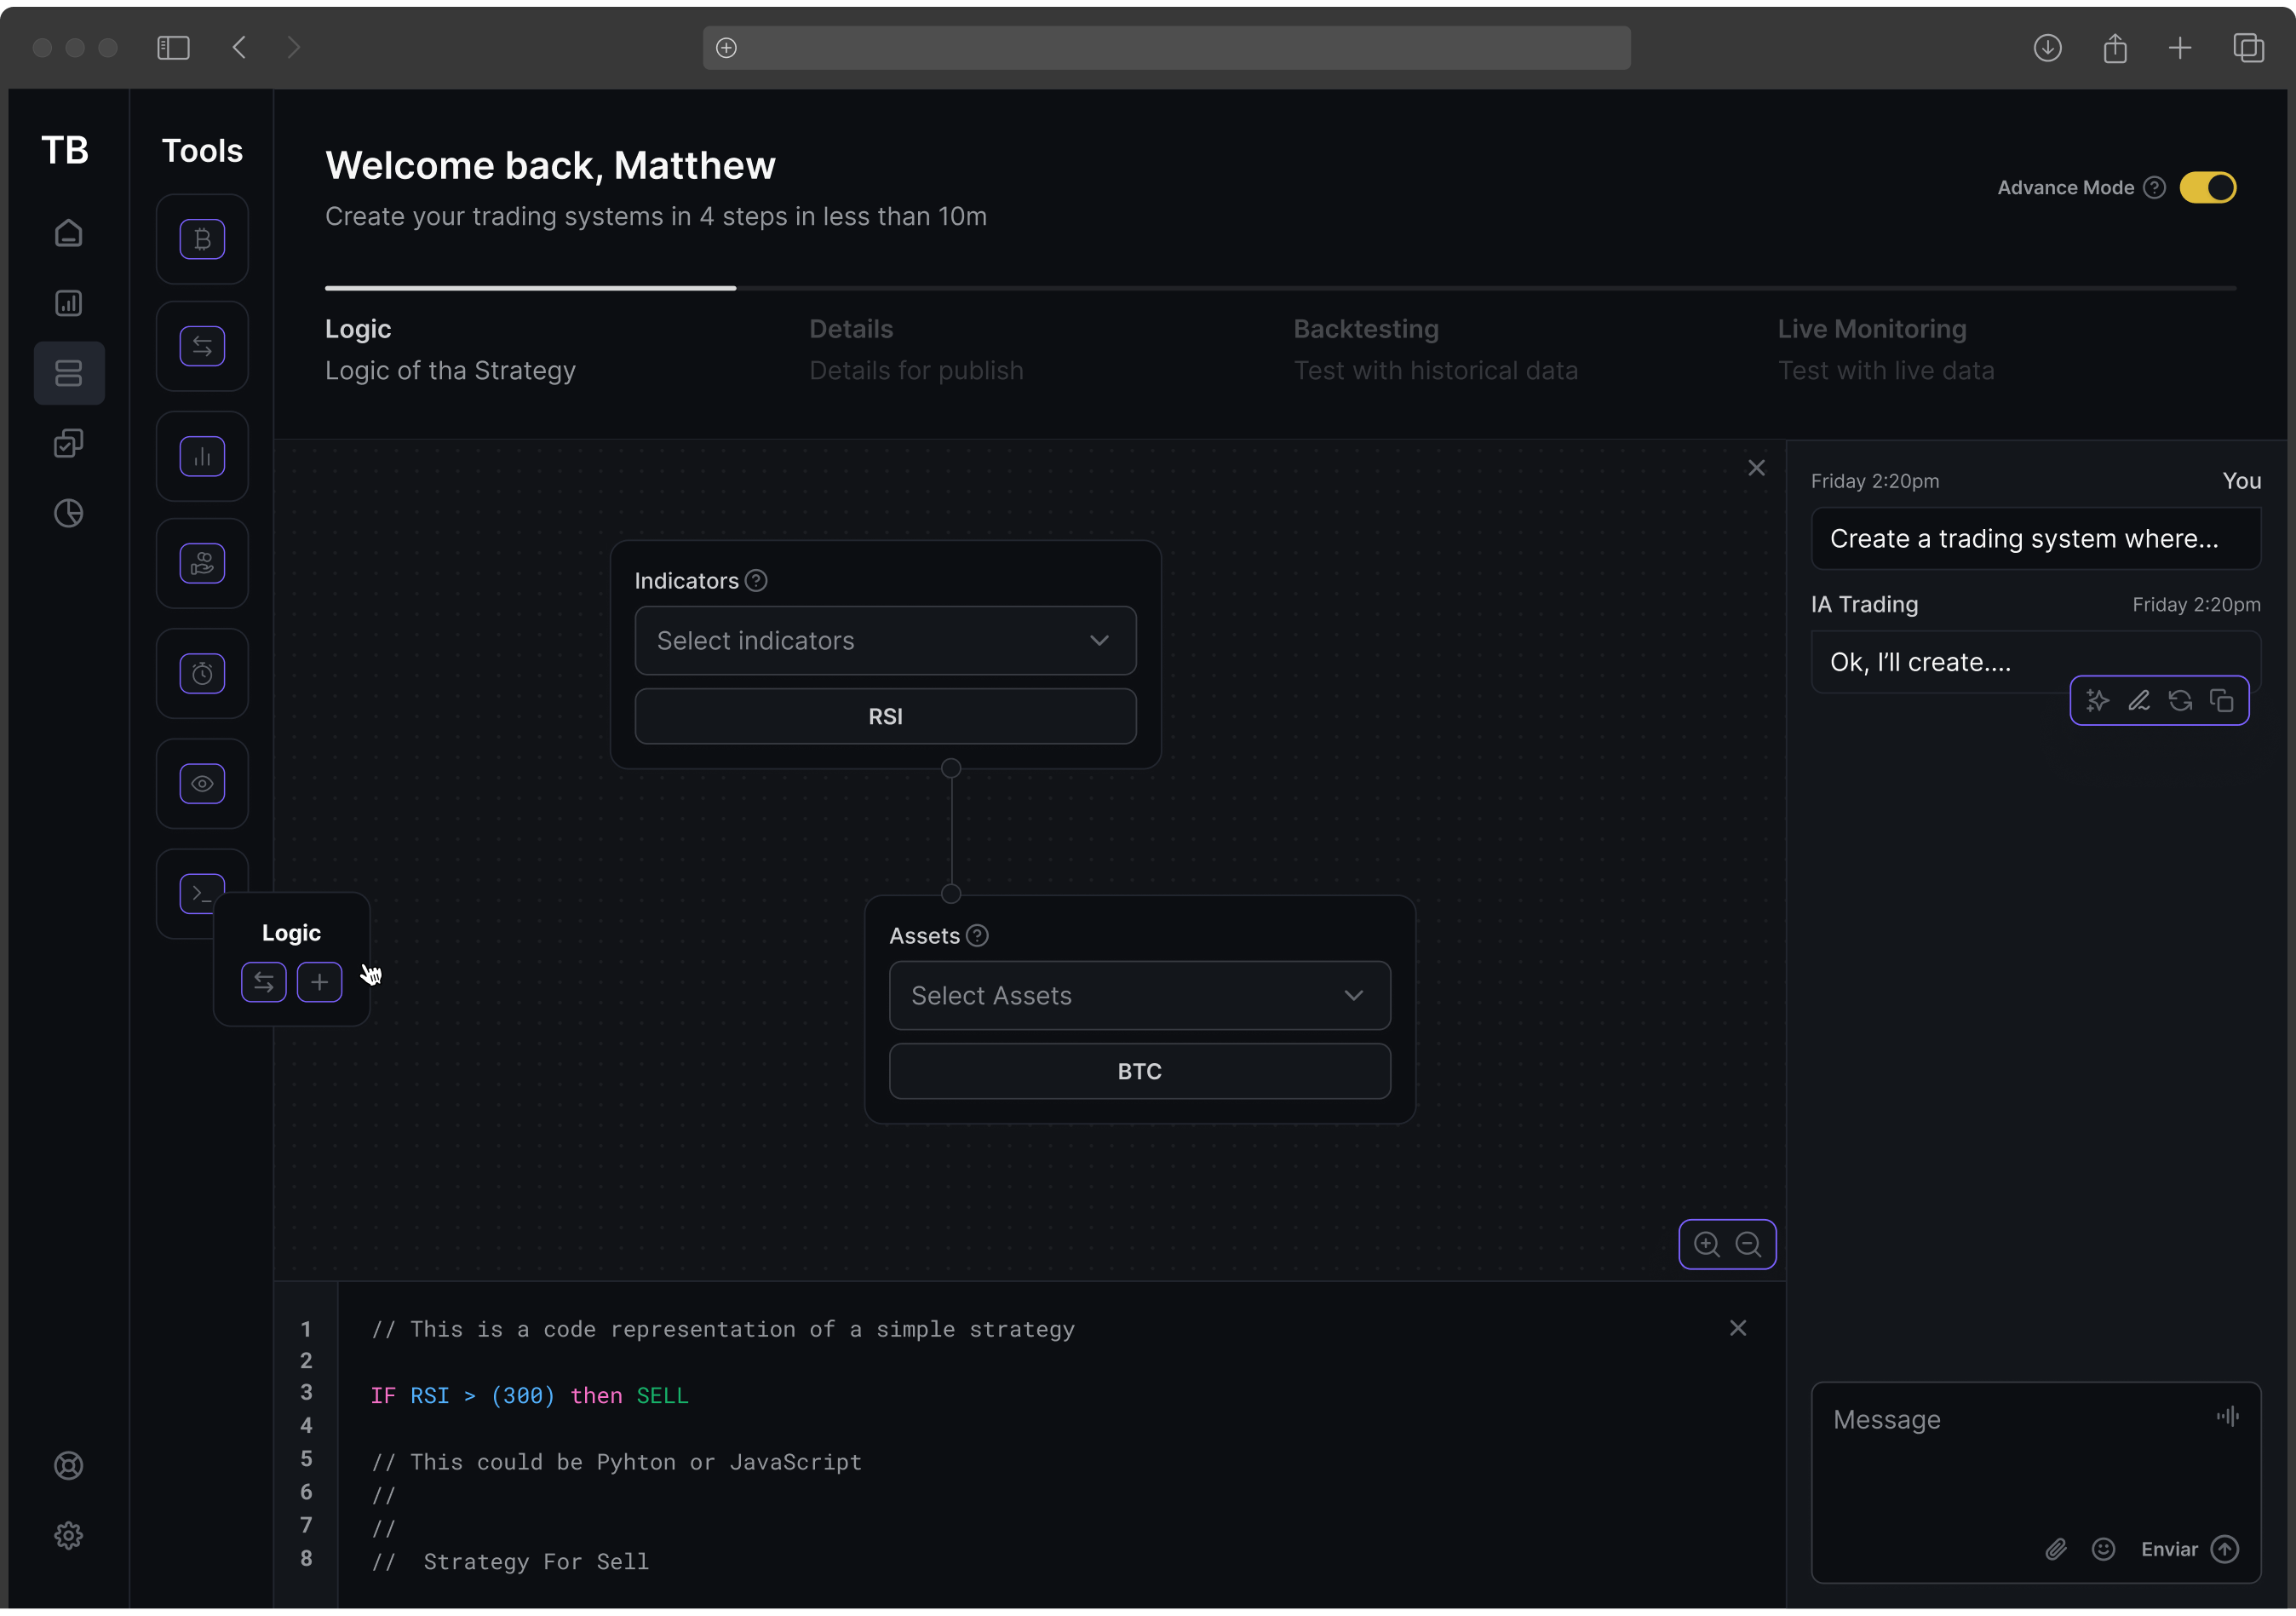 TB
Tools
Welcome back, Matthew
Create your trading systems in 4 steps in less than 10m
Advance Mode
Logic
Logic of tha Strategy
Details
Details for publish
Backtesting
Test with historical data
Live Monitoring
Test with live data
Indicators
Select indicators
RSI
Assets
Select Assets
BTC
Logic
Friday 2:20pm You
Create a trading system where...
IA Trading Friday 2:20pm
Ok, I’ll create....
1 // This is a code representation of a simple strategy
2
3 IF RSI > (300) then SELL
4
5 // This could be Pyhton or JavaScript
6 //
7 //
8 // Strategy For Sell
Message
Enviar